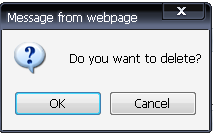 Message from webpage
Do you want to delete?
OK
Cancel